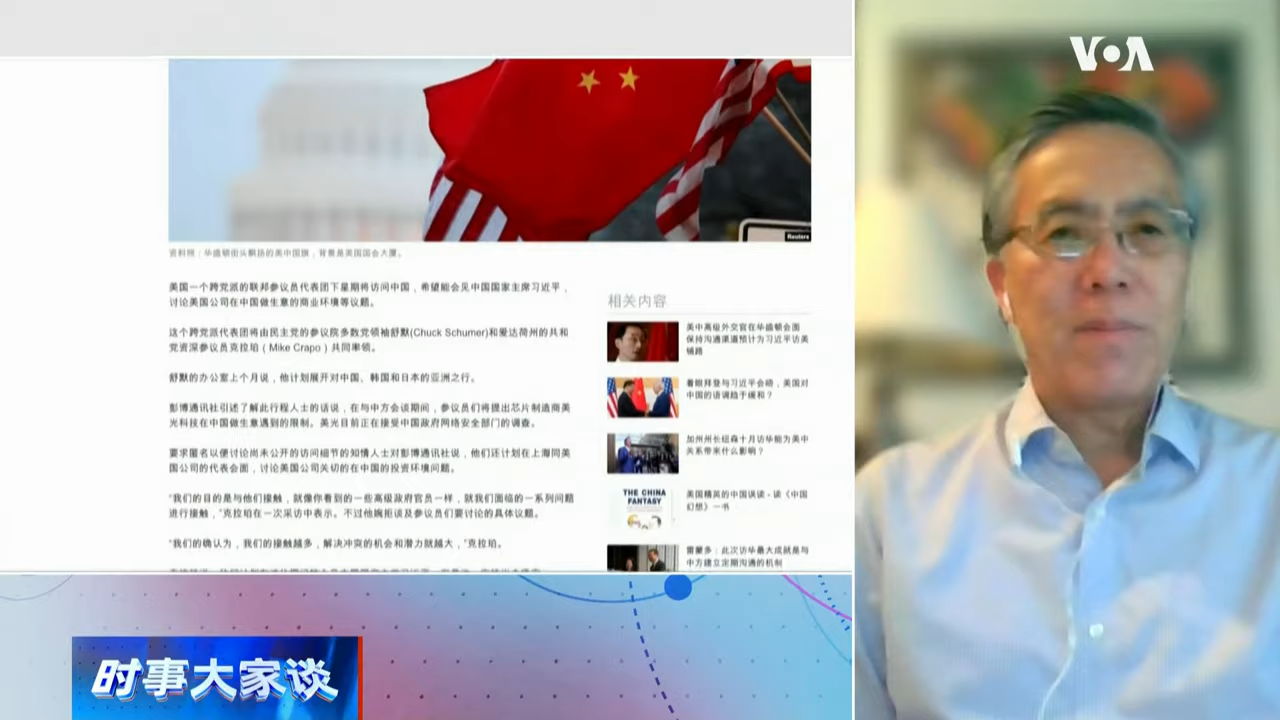 VOA
Reuters
资料照：华盛顿街头飘扬的美中国旗，背景是美国国会大厦。
美国一个跨党派的联邦参议员代表团下星期将访问中国，希望能会见中国国家主席习近平，
讨论美国公司在中国做生意的商业环境等议题。
这个跨党派代表团将由民主党的参议院多数党领袖舒默(Chuck Schumer)和爱达荷州的共和
党资深参议员克拉珀（Mike Crapo）共同率领。
舒默的办公室上个月说，他计划展开对中国、韩国和日本的亚洲之行。
彭博通讯社引述了解此行程人士的话说，在与中方会谈期间，参议员们将提出芯片制造商美
光科技在中国做生意遇到的限制。美光目前正在接受中国政府网络安全部门的调查。
要求匿名以便讨论尚未公开的访问细节的知情人士对彭博通讯社说，他们还计划在上海同美
国公司的代表会面，讨论美国公司关切的在中国的投资环境问题。
“我们的目的是与他们接触，就像你看到的一些高级政府官员一样，就我们面临的一系列问题
进行接触，”克拉珀在一次采访中表示。不过他婉拒谈及参议员们要讨论的具体议题。
“我们的确认为，我们的接触越多，解决冲突的机会和潜力就越大，”克拉珀。
相关内容
美中高级外交官在华盛顿会面
保持沟通渠道预计为习近平访美
铺路
着眼拜登与习近平会晤，美国对
中国的语调趋于缓和？
加州州长纽森十月访华能为美中
关系带来什么影响？
THE CHINA
FANTASY
美国精英的中国误读 - 读《中国
幻想》一书
雷蒙多：此次访华最大成就是与
中方建立定期沟通的机制
时事大家谈